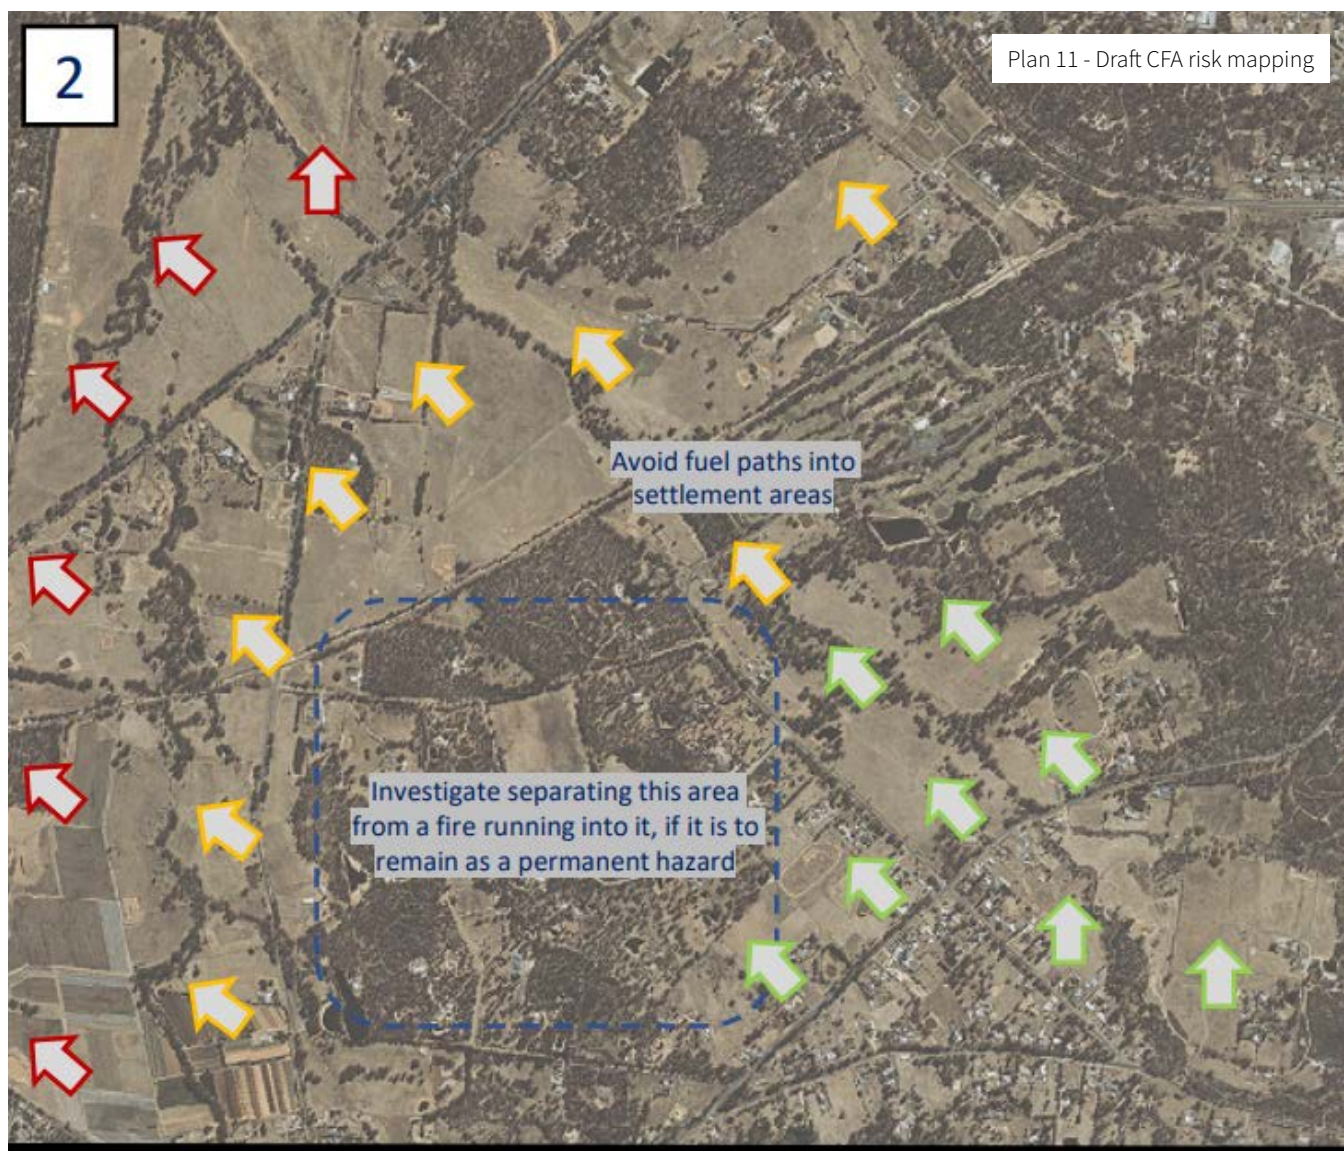 2
Plan 11 - Draft CFA risk mapping
Avoid fuel paths into
settlement areas
Investigate separating this area
from a fire running into it, if it is to
remain as a permanent hazard